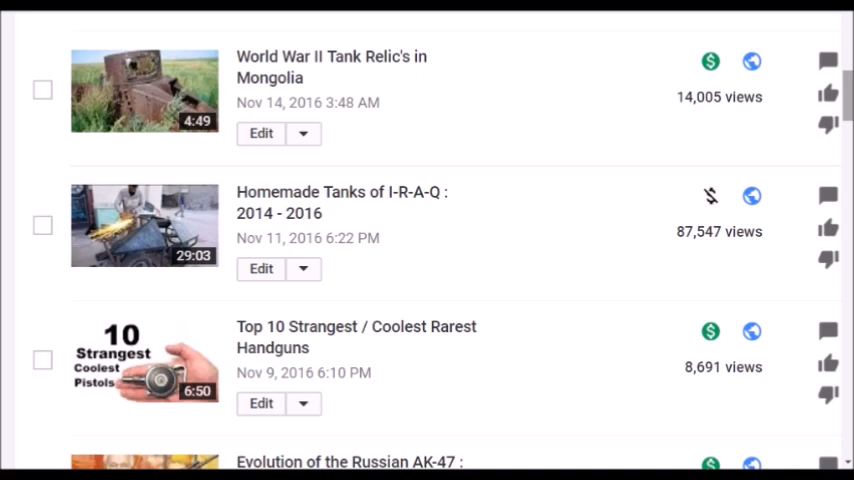 World War II Tank Relic's in
Mongolia
Nov 14, 2016 3:48 AM
14,005 views
4:49
Edit
Homemade Tanks of I-R-A-Q :
2014 - 2016
Nov 11, 2016 6:22 PM
87,547 views
29:03
Edit
Top 10 Strangest / Coolest Rarest
Handguns
Nov 9, 2016 6:10 PM
8,691 views
10
Strangest
Coolest
Pistols
6:50
Edit
Evolution of the Russian AK-47 :